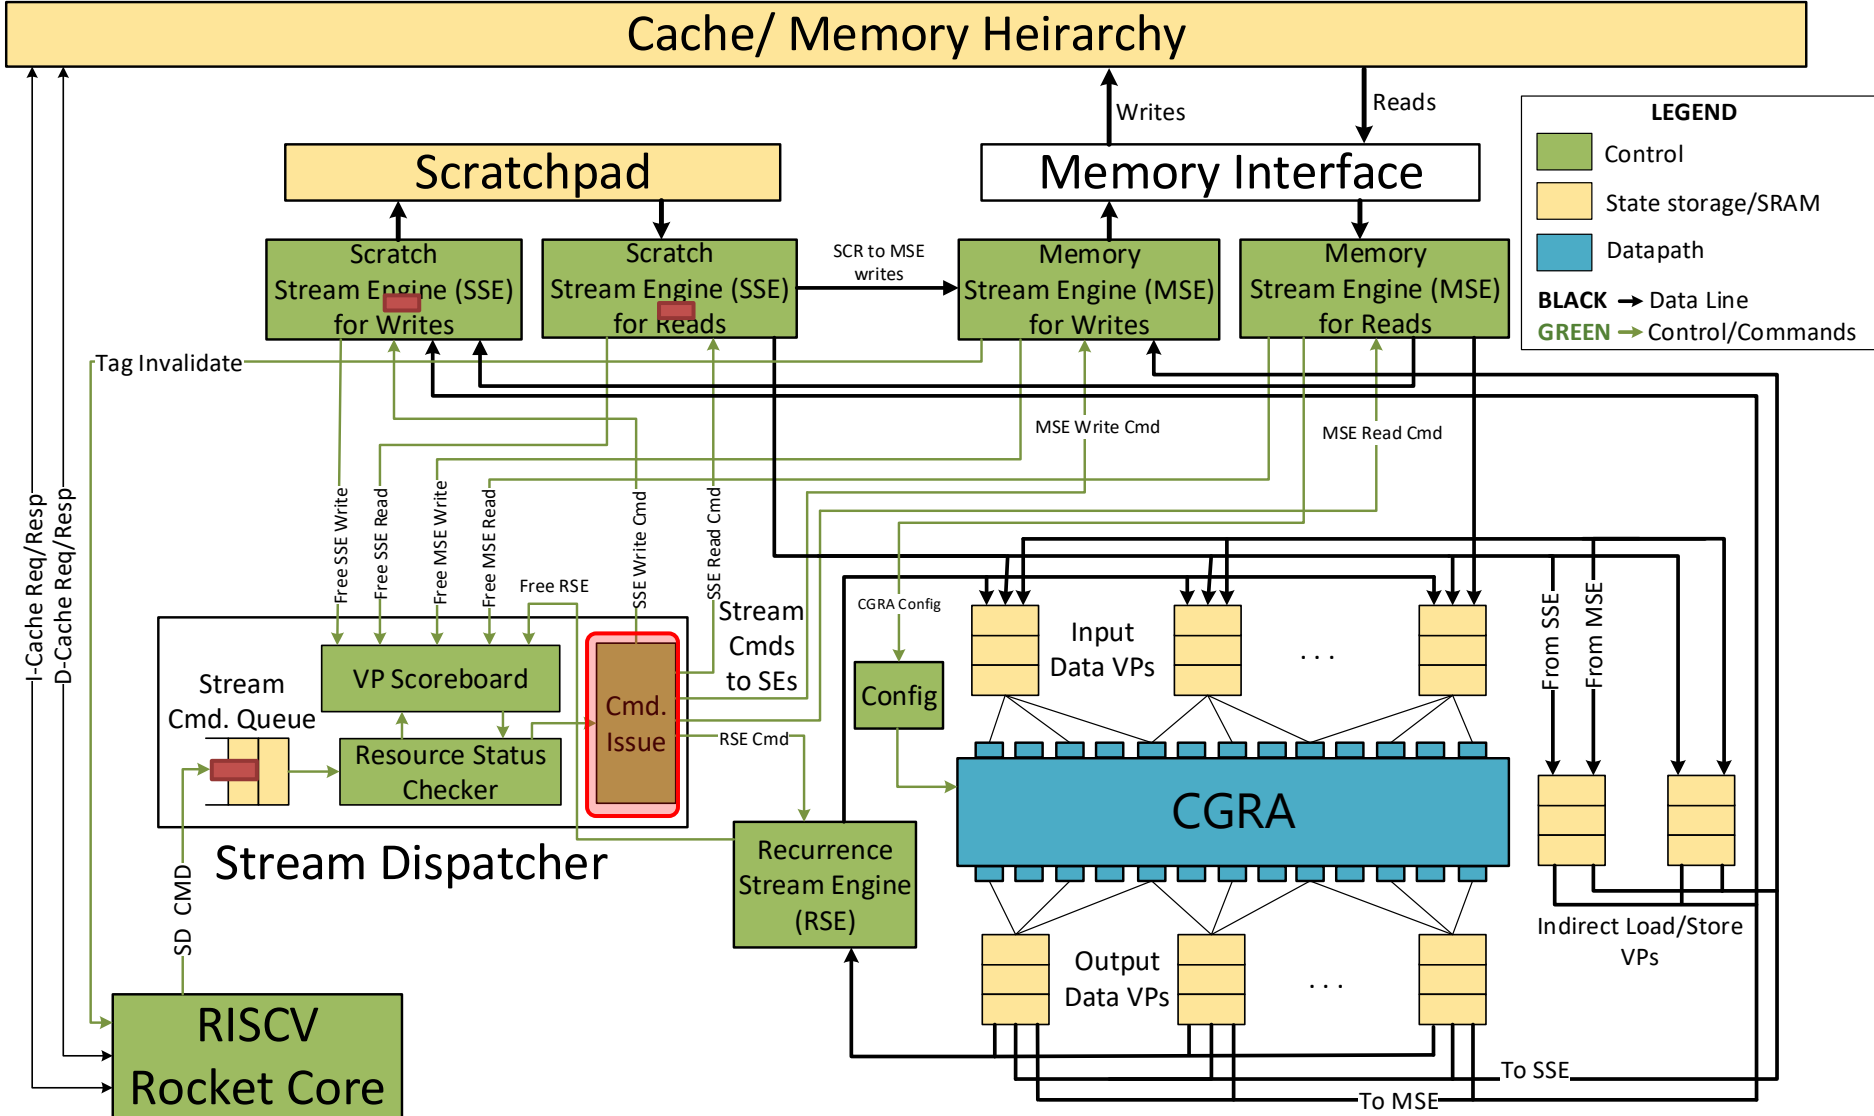 Cache/ Memory Heirarchy
Writes
Reads
LEGEND
Control
State storage/SRAM
Datapath
BLACK Data Line
GREEN Control/Commands
Scratchpad
Memory Interface
Scratch
Stream Engine (SSE)
for Writes
Scratch
Stream Engine (SSE)
for Reads
SCR to MSE
writes
Memory
Stream Engine (MSE)
for Writes
Memory
Stream Engine (MSE)
for Reads
Tag Invalidate
MSE Write Cmd
MSE Read Cmd
I-Cache Req/Resp
D-Cache Req/Resp
Free SSE Write
Free SSE Read
Free MSE Write
Free MSE Read
Free RSE
SSE Write Cmd
SSE Read Cmd
Stream
Cmds
to SEs
CGRA Config
Input
Data VPs
. . .
From SSE
From MSE
VP Scoreboard
Stream
Cmd. Queue
Resource Status
Checker
Cmd.
Issue
RSE Cmd
Config
CGRA
Stream Dispatcher
SD CMD
Recurrence
Stream Engine
(RSE)
Indirect Load/Store
VPs
Output
Data VPs
. . .
RISCV
Rocket Core
To SSE
To MSE